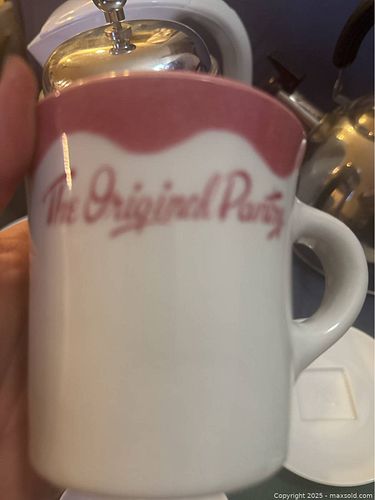 The Original Pantry
Copyright 2025 - maxsold.com